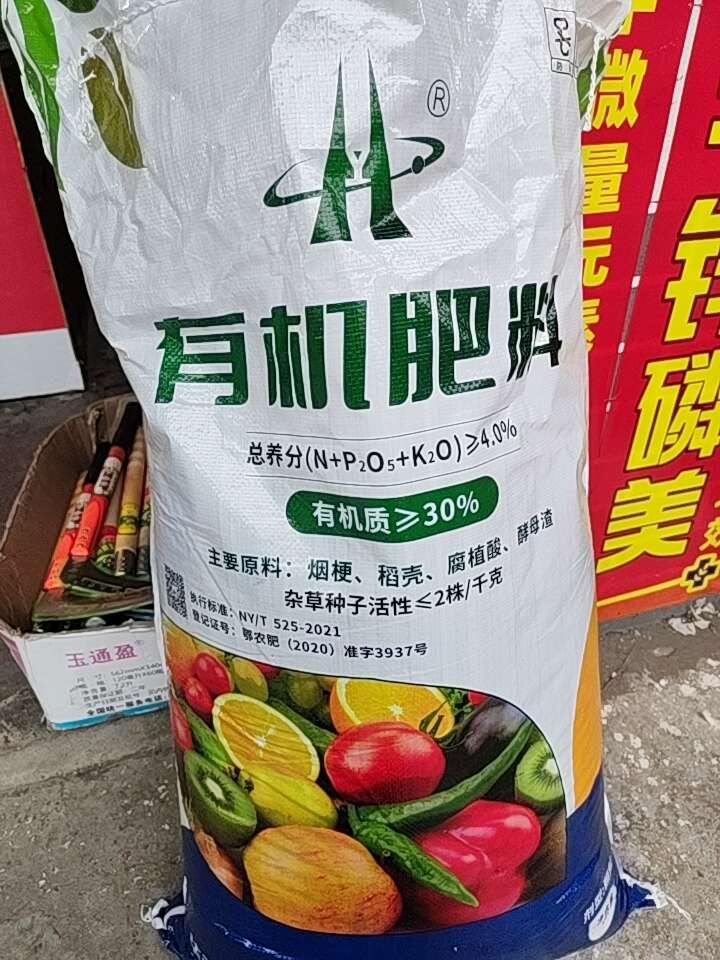 ®
有机肥料
总养分(N+P₂O₅+K₂O)≥4.0%
有机质≥30%
主要原料：烟梗、稻壳、腐植酸、酵母渣
杂草种子活性≤2株/千克
执行标准：NY/T 525-2021
登记证号：鄂农肥（2020）准字3937号
微量元素
锌
磷
美
玉通盈®